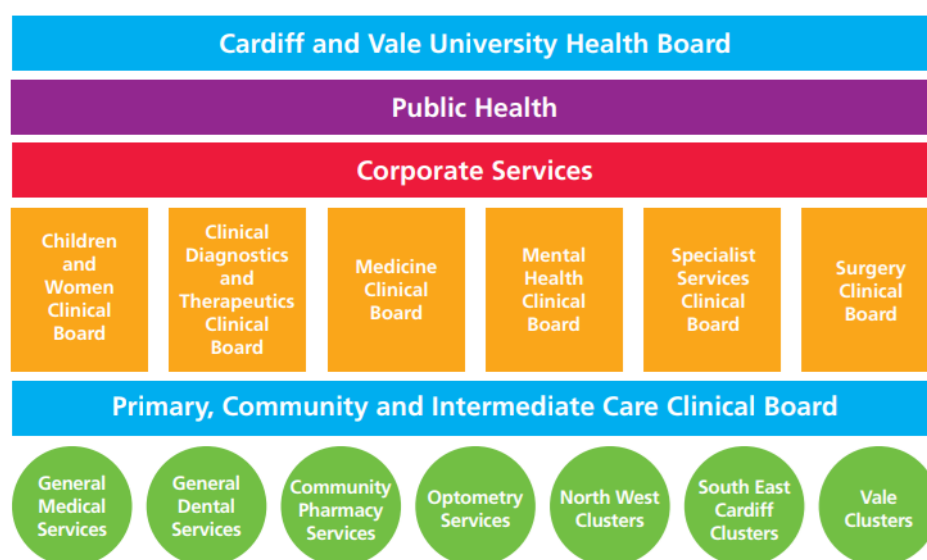 Cardiff and Vale University Health Board
Public Health
Corporate Services
Children
and
Women
Clinical
Board
Clinical
Diagnostics
and
Therapeutics
Clinical
Board
Medicine
Clinical
Board
Mental
Health
Clinical
Board
Specialist
Services
Clinical
Board
Surgery
Clinical
Board
Primary, Community and Intermediate Care Clinical Board
General
Medical
Services
General
Dental
Services
Community
Pharmacy
Services
Optometry
Services
North West
Clusters
South East
Cardiff
Clusters
Vale
Clusters